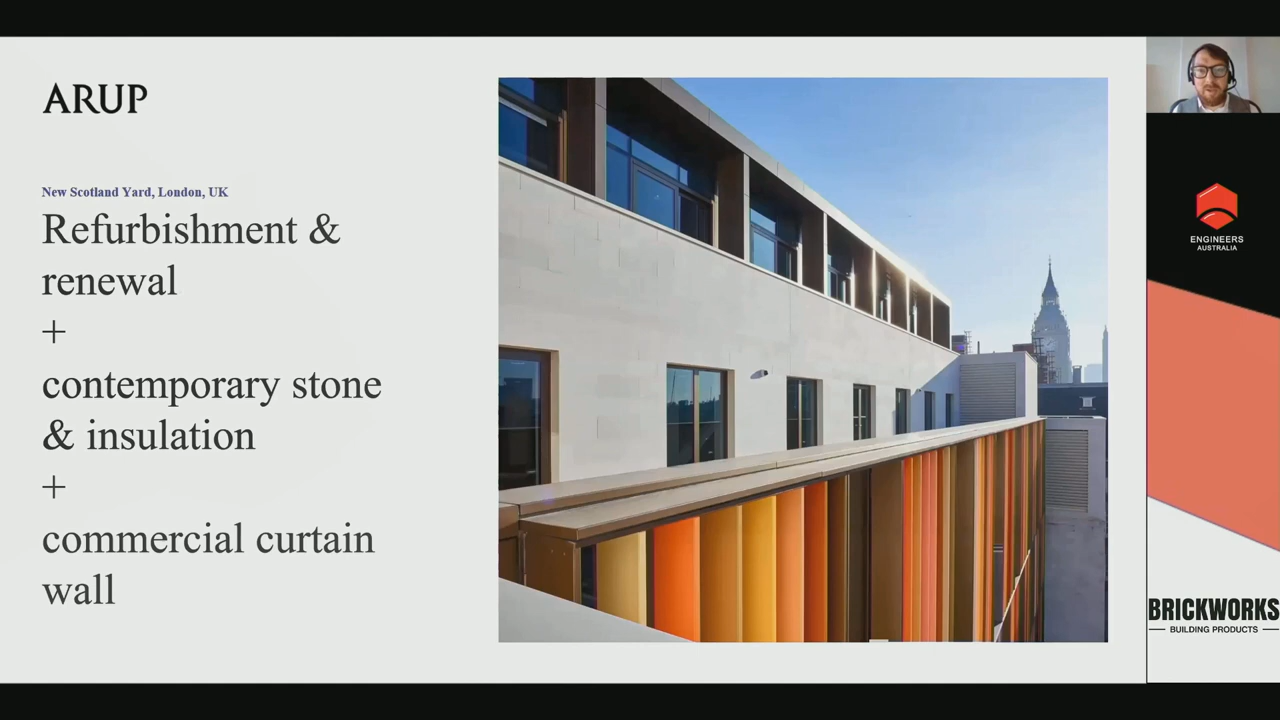 ARUP
New Scotland Yard, London, UK
Refurbishment &
renewal
+
contemporary stone
& insulation
+
commercial curtain
wall
ENGINEERS
AUSTRALIA
BRICKWORKS
BUILDING PRODUCTS